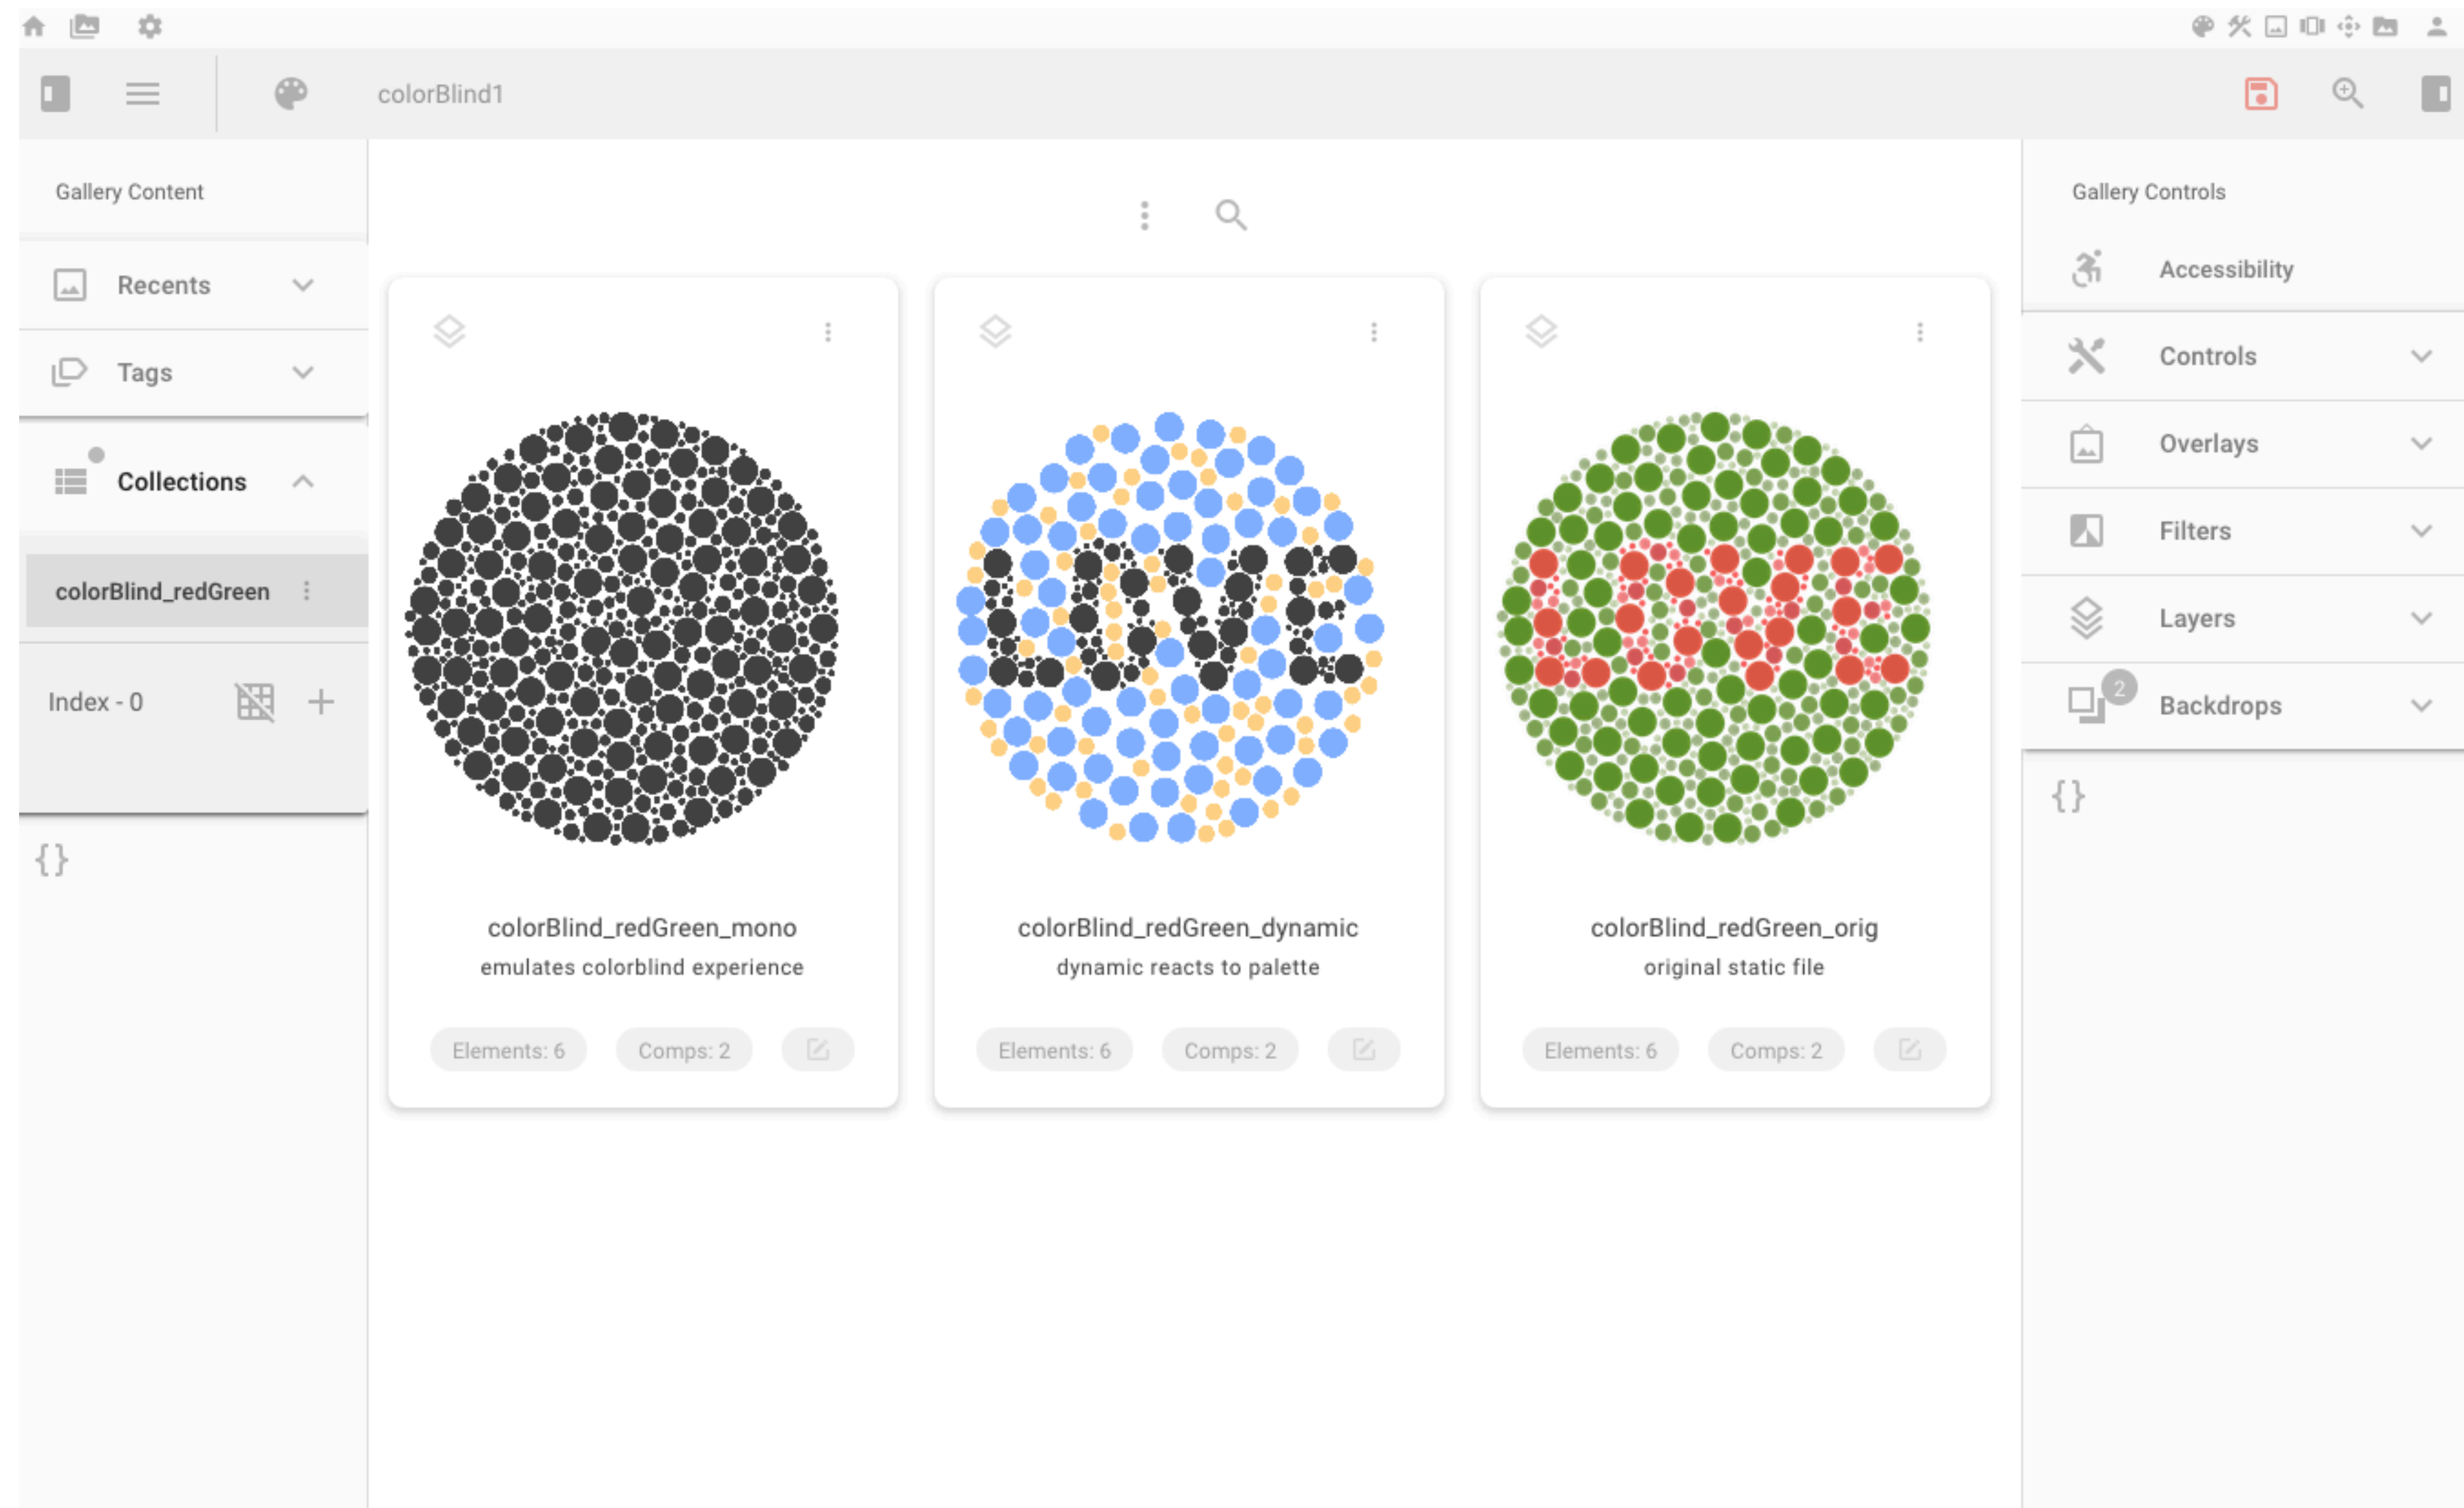 colorBlind1
Gallery Content
Recents
Tags
Collections
colorBlind_redGreen
Index - 0
{}
LOVE
LOVE
colorBlind_redGreen_mono
emulates colorblind experience
Elements: 6
Comps: 2
colorBlind_redGreen_dynamic
dynamic reacts to palette
Elements: 6
Comps: 2
colorBlind_redGreen_orig
original static file
Elements: 6
Comps: 2
Gallery Controls
Accessibility
Controls
Overlays
Filters
Layers
2
Backdrops
{}